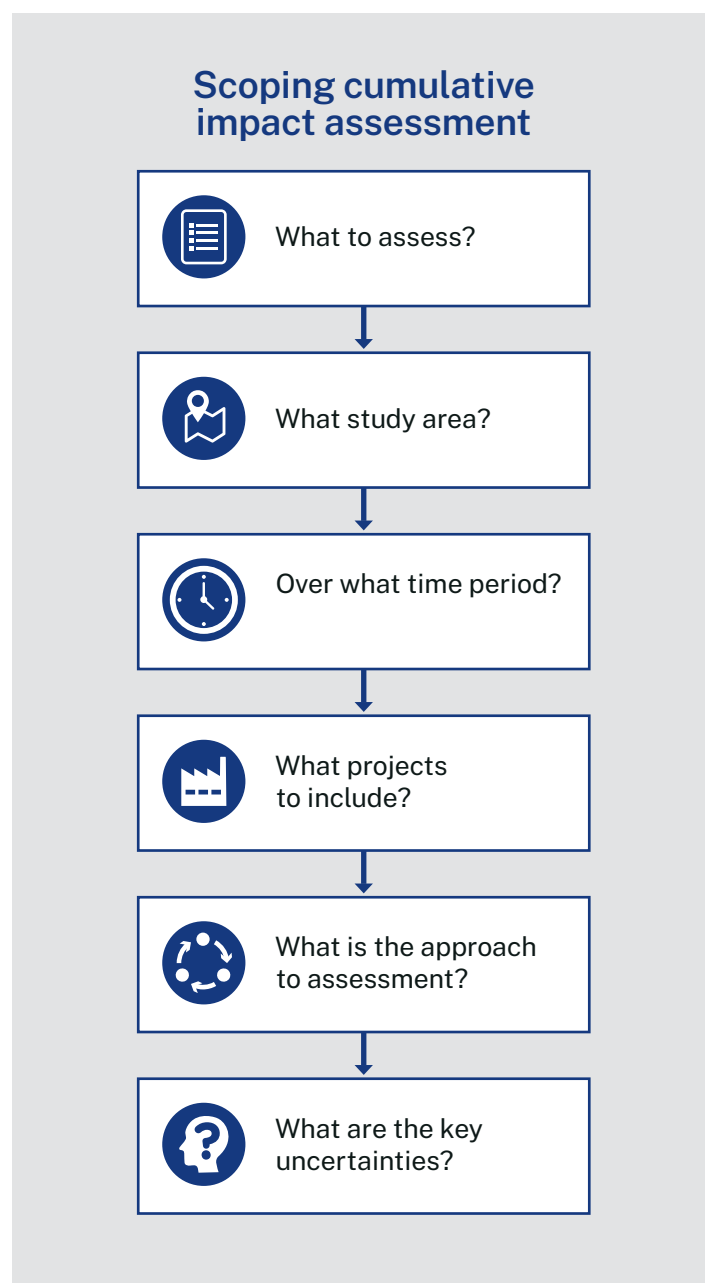 Scoping cumulative
impact assessment
What to assess?
What study area?
Over what time period?
What projects
to include?
What is the approach
to assessment?
What are the key
uncertainties?